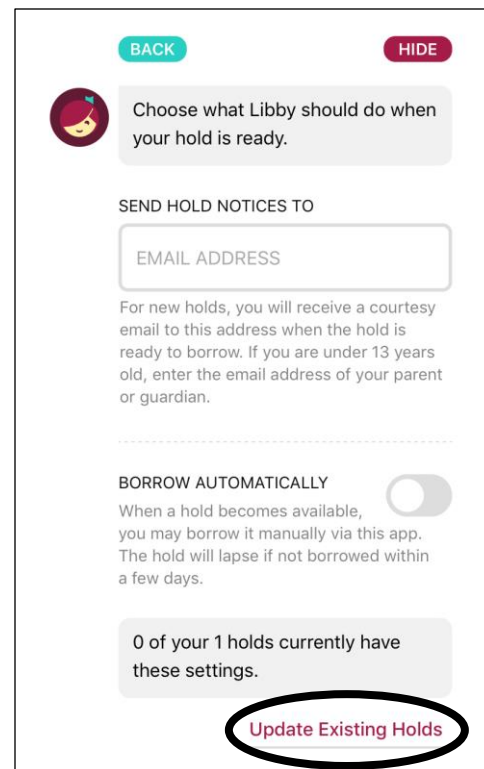 BACK
HIDE
Choose what Libby should do when
your hold is ready.
SEND HOLD NOTICES TO
EMAIL ADDRESS
For new holds, you will receive a courtesy
email to this address when the hold is
ready to borrow. If you are under 13 years
old, enter the email address of your parent
or guardian.
BORROW AUTOMATICALLY
When a hold becomes available,
you may borrow it manually via this app.
The hold will lapse if not borrowed within
a few days.
0 of your 1 holds currently have
these settings.
Update Existing Holds